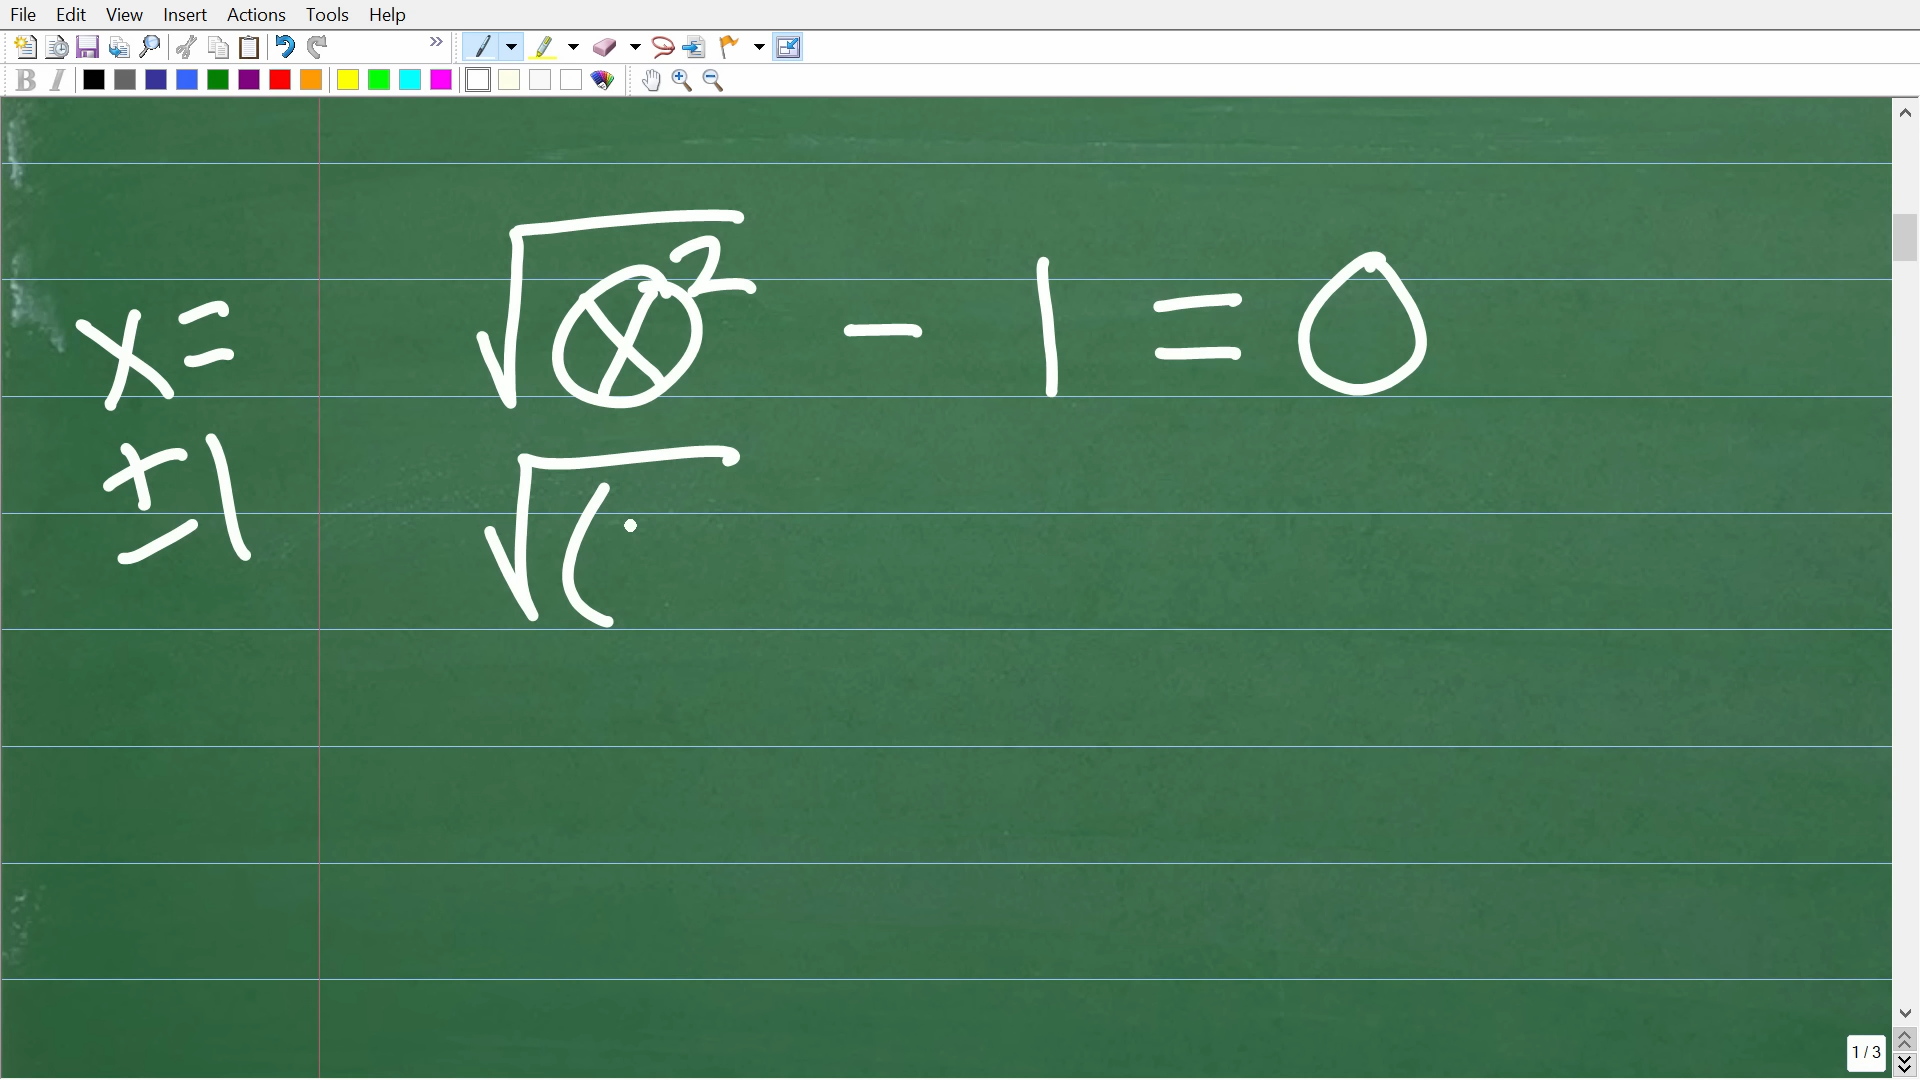 File Edit View Insert Actions Tools Help
B I
x= √x² - 1 = 0
±1 √(
1 / 3